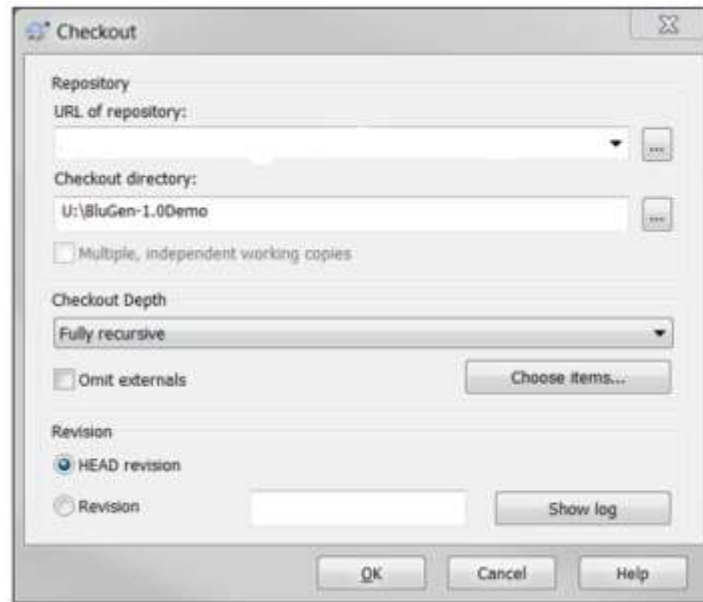 Checkout
Repository
URL of repository:
...
Checkout directory:
U:\BluGen-1.0Demo
...
Multiple, independent working copies
Checkout Depth
Fully recursive
Omit externals
Choose items...
Revision
HEAD revision
Revision
Show log
OK
Cancel
Help